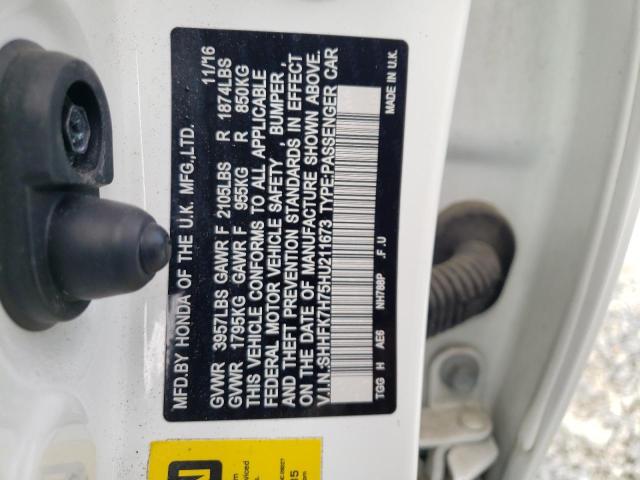 MFD.BY HONDA OF THE U.K. MFG.,LTD. 11/16
GVWR 3957LBS GAWR F 2105LBS R 1874LBS
GVWR 1795KG GAWR F 955KG R 850KG
THIS VEHICLE CONFORMS TO ALL APPLICABLE
FEDERAL MOTOR VEHICLE SAFETY , BUMPER ,
AND THEFT PREVENTION STANDARDS IN EFFECT
ON THE DATE OF MANUFACTURE SHOWN ABOVE.
V.I.N.:SHHFK7H75HU211673 TYPE:PASSENGER CAR
TGG H AE6 NH788P .F .U MADE IN U.K.